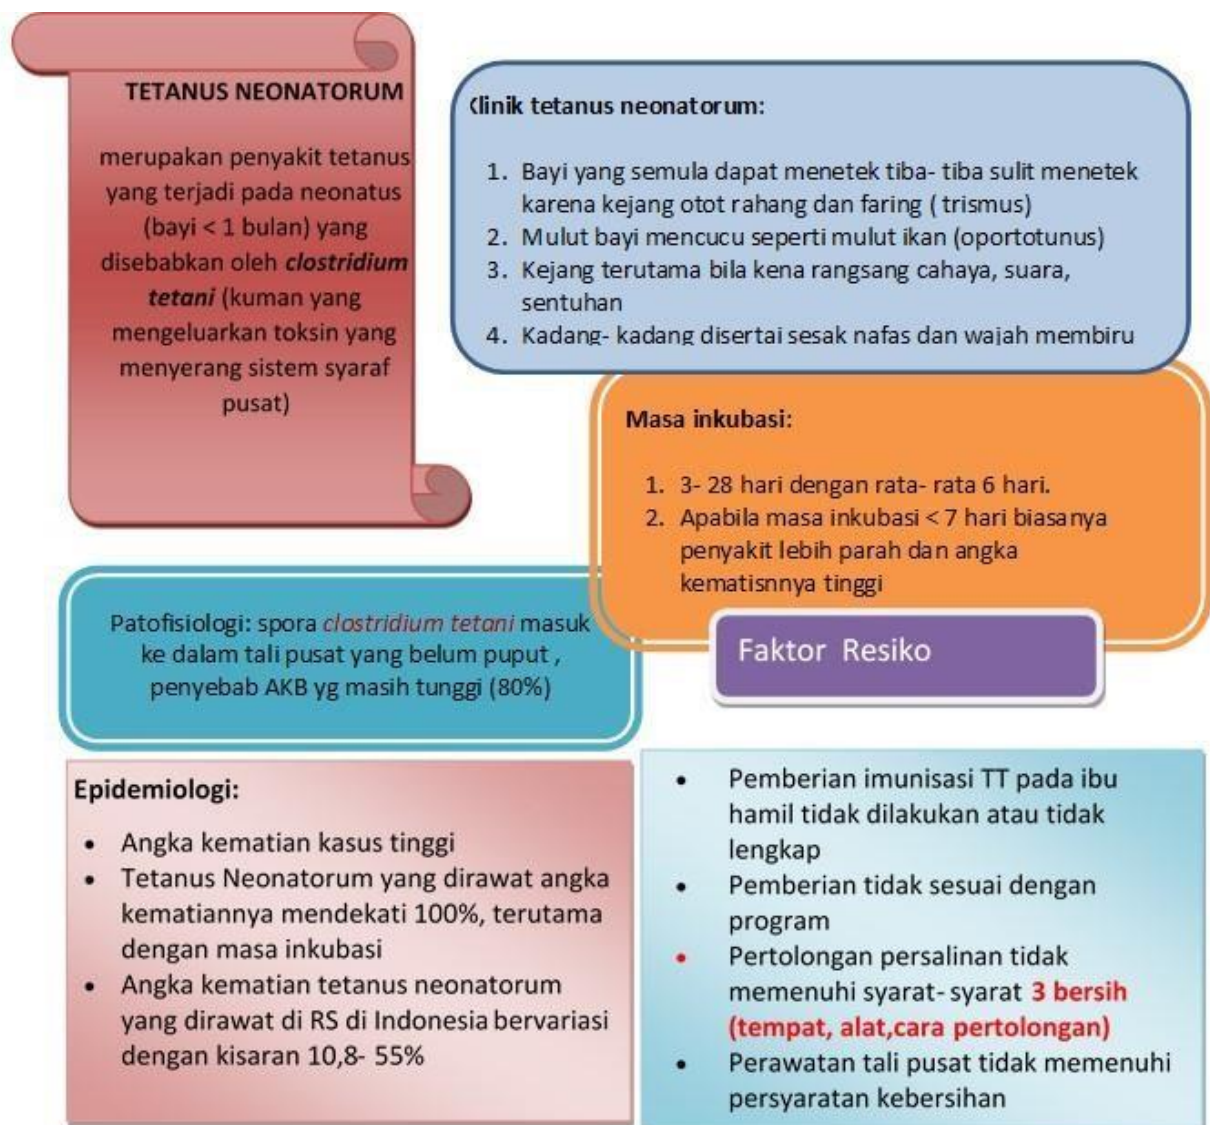 TETANUS NEONATORUM
merupakan penyakit tetanus
yang terjadi pada neonatus
(bayi < 1 bulan) yang
disebabkan oleh clostridium
tetani (kuman yang
mengeluarkan toksin yang
menyerang sistem syaraf
pusat)
Klinik tetanus neonatorum:
1. Bayi yang semula dapat menetek tiba- tiba sulit menetek
karena kejang otot rahang dan faring ( trismus)
2. Mulut bayi mencucu seperti mulut ikan (oportotunus)
3. Kejang terutama bila kena rangsang cahaya, suara,
sentuhan
4. Kadang- kadang disertai sesak nafas dan wajah membiru
Masa inkubasi:
1. 3- 28 hari dengan rata- rata 6 hari.
2. Apabila masa inkubasi < 7 hari biasanya
penyakit lebih parah dan angka
kematisnnya tinggi
Patofisiologi: spora clostridium tetani masuk
ke dalam tali pusat yang belum puput ,
penyebab AKB yg masih tunggi (80%)
Faktor Resiko
Epidemiologi:
• Angka kematian kasus tinggi
• Tetanus Neonatorum yang dirawat angka
kematiannya mendekati 100%, terutama
dengan masa inkubasi
• Angka kematian tetanus neonatorum
yang dirawat di RS di Indonesia bervariasi
dengan kisaran 10,8- 55%
• Pemberian imunisasi TT pada ibu
hamil tidak dilakukan atau tidak
lengkap
• Pemberian tidak sesuai dengan
program
• Pertolongan persalinan tidak
memenuhi syarat- syarat 3 bersih
(tempat, alat,cara pertolongan)
• Perawatan tali pusat tidak memenuhi
persyaratan kebersihan